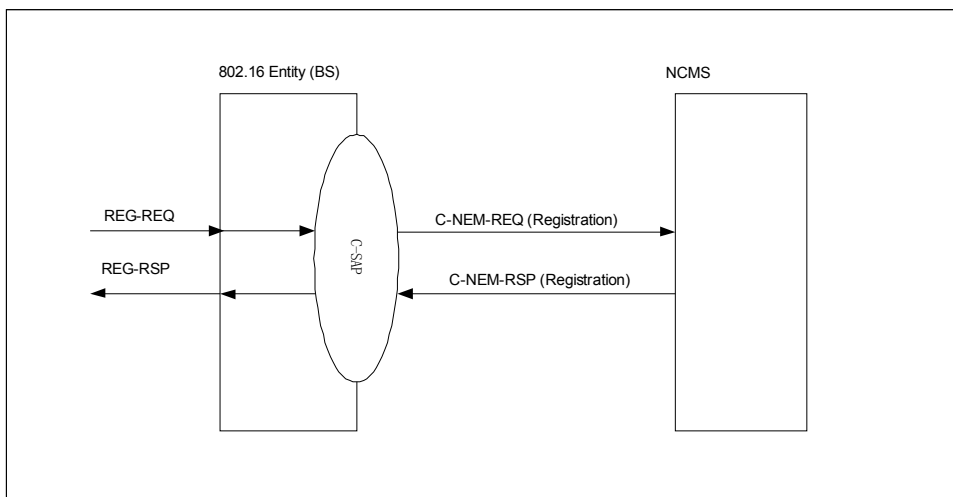 802.16 Entity (BS)
NCMS
REG-REQ
C-NEM-REQ (Registration)
C-SAP
REG-RSP
C-NEM-RSP (Registration)